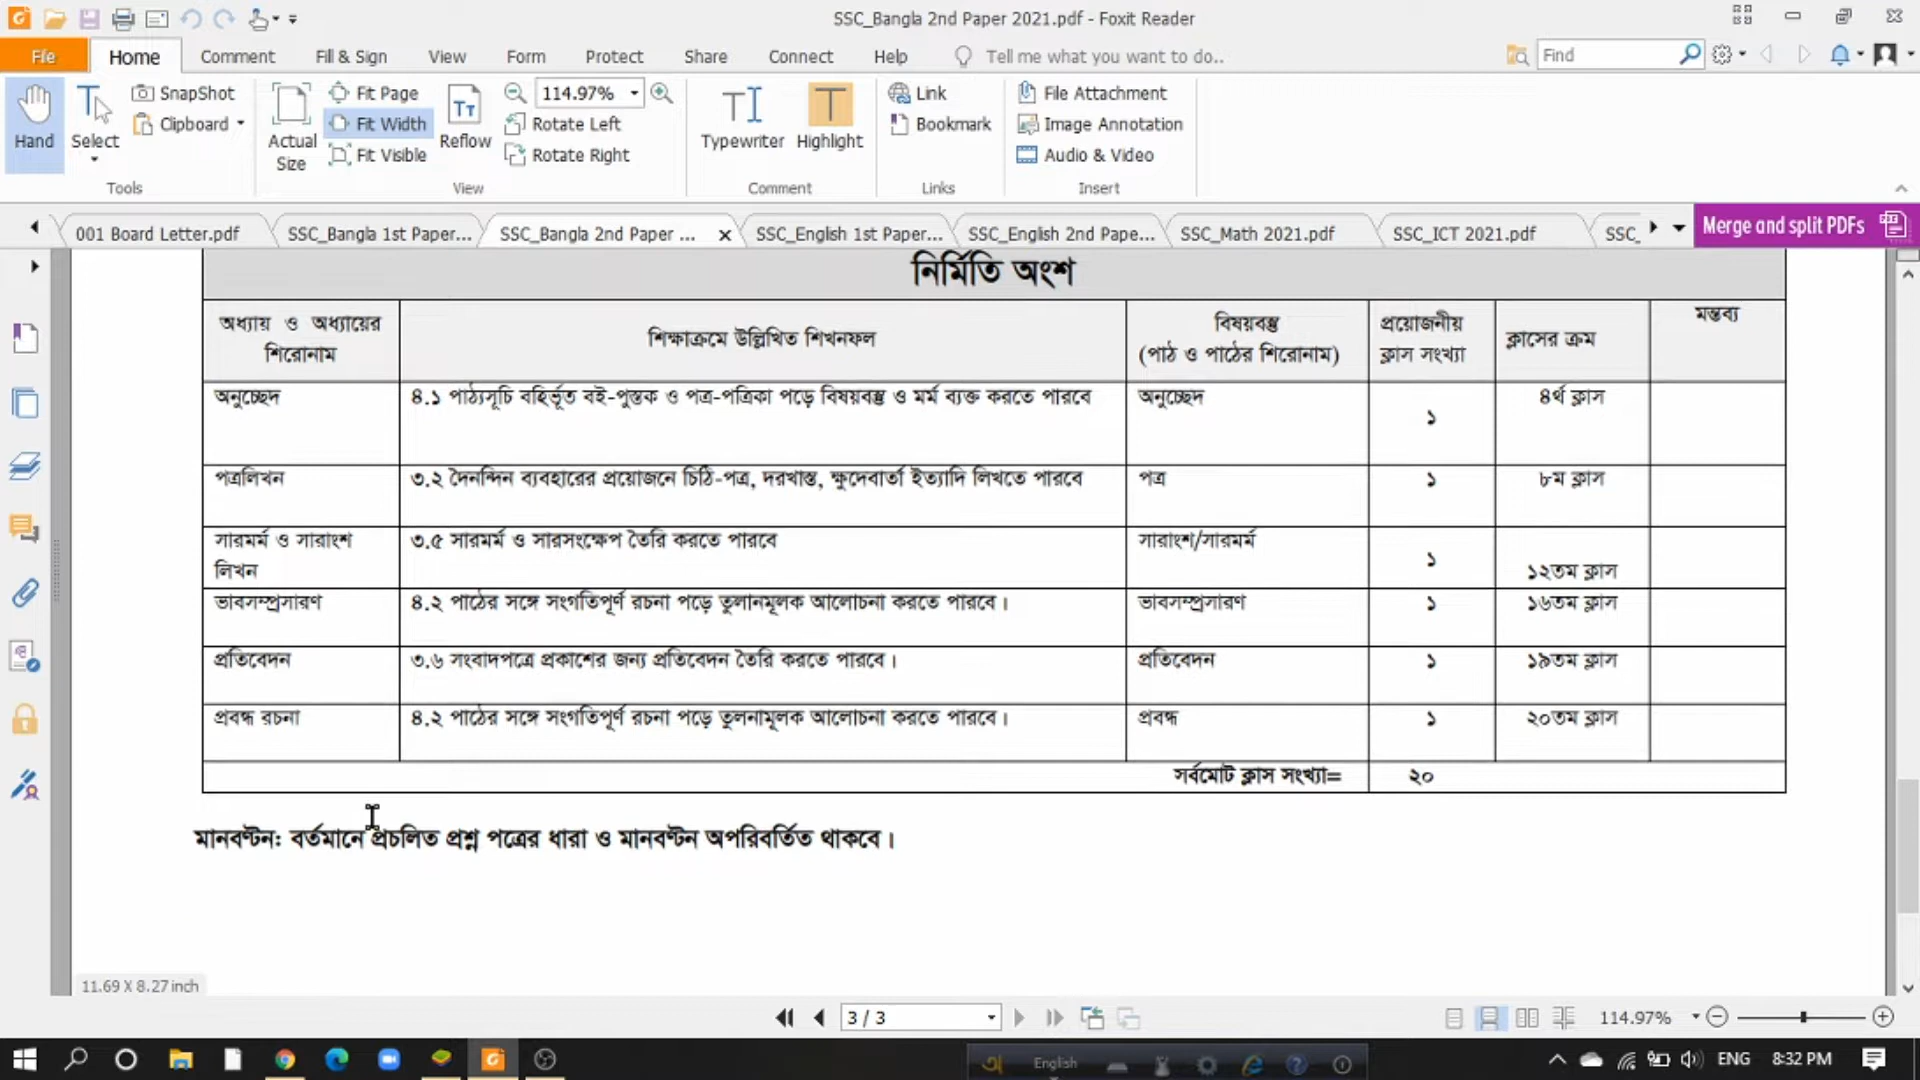 SSC_Bangla 2nd Paper 2021.pdf - Foxit Reader
File Home Comment Fill & Sign View Form Protect Share Connect Help Tell me what you want to do.. Find
SnapShot Fit Page 114.97% Link File Attachment
Clipboard Fit Width Rotate Left Bookmark Image Annotation
Hand Select Actual Size Reflow Typewriter Highlight
Fit Visible Rotate Right Audio & Video
Tools View Comment Links Insert
001 Board Letter.pdf SSC_Bangla 1st Paper... SSC_Bangla 2nd Paper ... SSC_English 1st Paper... SSC_English 2nd Pape... SSC_Math 2021.pdf SSC_ICT 2021.pdf SSC_ Merge and split PDFs
নির্মিতি অংশ
অধ্যায় ও অধ্যায়ের শিরোনাম শিক্ষাক্রমে উল্লিখিত শিখনফল বিষয়বস্তু (পাঠ ও পাঠের শিরোনাম) প্রয়োজনীয় ক্লাস সংখ্যা ক্লাসের ক্রম মন্তব্য
অনুচ্ছেদ ৪.১ পাঠ্যসূচি বহির্ভূত বই-পুস্তক ও পত্র-পত্রিকা পড়ে বিষয়বস্তু ও মর্ম ব্যক্ত করতে পারবে অনুচ্ছেদ ১ ৪র্থ ক্লাস
পত্রলিখন ৩.২ দৈনন্দিন ব্যবহারের প্রয়োজনে চিঠি-পত্র, দরখাস্ত, ক্ষুদেবার্তা ইত্যাদি লিখতে পারবে পত্র ১ ৮ম ক্লাস
সারমর্ম ও সারাংশ লিখন ৩.৫ সারমর্ম ও সারসংক্ষেপ তৈরি করতে পারবে সারাংশ/সারমর্ম ১ ১২তম ক্লাস
ভাবসম্প্রসারণ ৪.২ পাঠের সঙ্গে সংগতিপূর্ণ রচনা পড়ে তুলানমূলক আলোচনা করতে পারবে। ভাবসম্প্রসারণ ১ ১৬তম ক্লাস
প্রতিবেদন ৩.৬ সংবাদপত্রে প্রকাশের জন্য প্রতিবেদন তৈরি করতে পারবে। প্রতিবেদন ১ ১৯তম ক্লাস
প্রবন্ধ রচনা ৪.২ পাঠের সঙ্গে সংগতিপূর্ণ রচনা পড়ে তুলনামূলক আলোচনা করতে পারবে। প্রবন্ধ ১ ২০তম ক্লাস
সর্বমোট ক্লাস সংখ্যা= ২০
মানবণ্টন: বর্তমানে প্রচলিত প্রশ্ন পত্রের ধারা ও মানবণ্টন অপরিবর্তিত থাকবে।
11.69 X 8.27 inch
3 / 3 114.97%
অ English ENG 8:32 PM